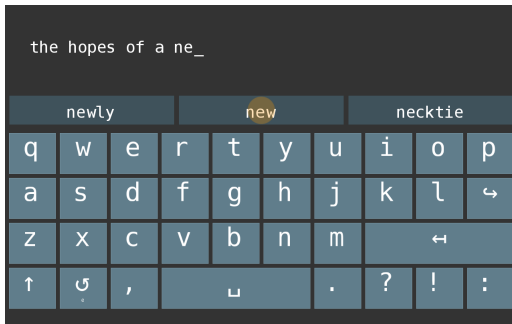 the hopes of a ne_
newly new necktie
q w e r t y u i o p
a s d f g h j k l ↪
z x c v b n m ↤
↑ ↺ , ␣ . ? ! :